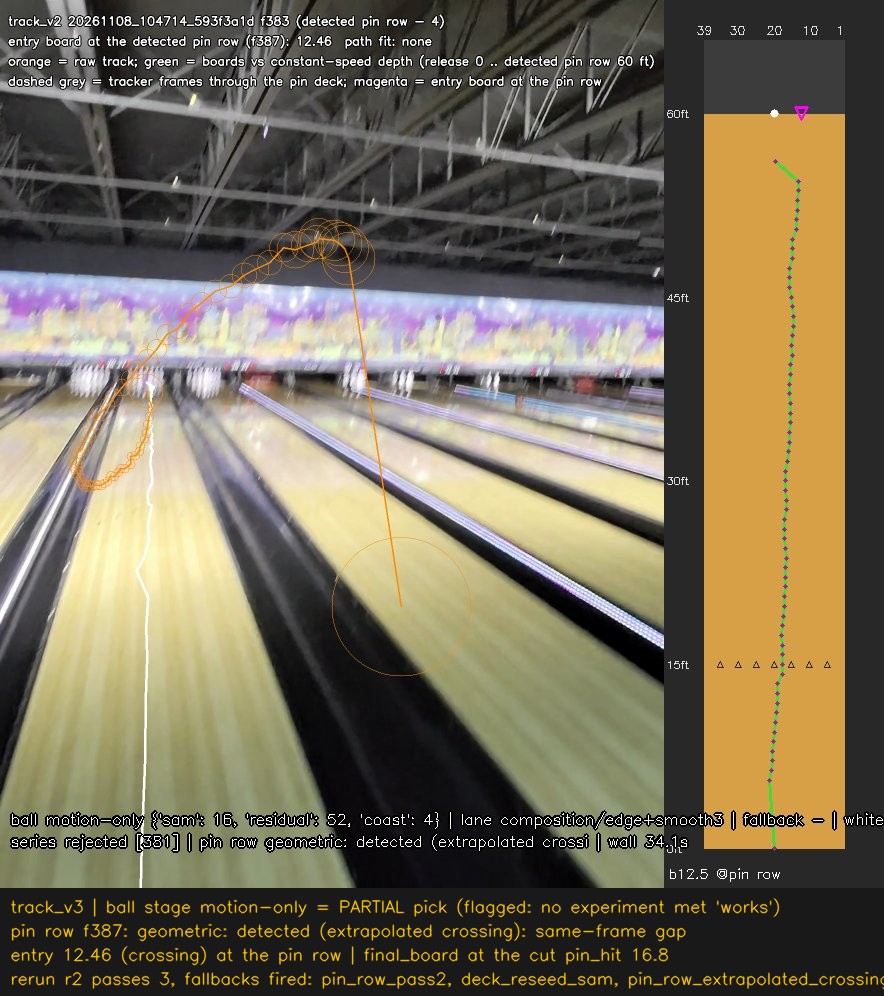 track_v2 20261108_104714_593f3a1d f383 (detected pin row - 4)
entry board at the detected pin row (f387): 12.46 path fit: none
orange = raw track; green = boards vs constant-speed depth (release 0 .. detected pin row 60 ft)
dashed grey = tracker frames through the pin deck; magenta = entry board at the pin row
39 30 20 10 1
60ft
45ft
30ft
15ft
0ft
ball motion-only {'sam': 16, 'residual': 52, 'coast': 4} | lane composition/edge+smooth3 | fallback - | white
series rejected [381] | pin row geometric: detected (extrapolated crossi | wall 34.1s
b12.5 @pin row
track_v3 | ball stage motion-only = PARTIAL pick (flagged: no experiment met 'works')
pin row f387: geometric: detected (extrapolated crossing): same-frame gap
entry 12.46 (crossing) at the pin row | final_board at the cut pin_hit 16.8
rerun r2 passes 3, fallbacks fired: pin_row_pass2, deck_reseed_sam, pin_row_extrapolated_crossing